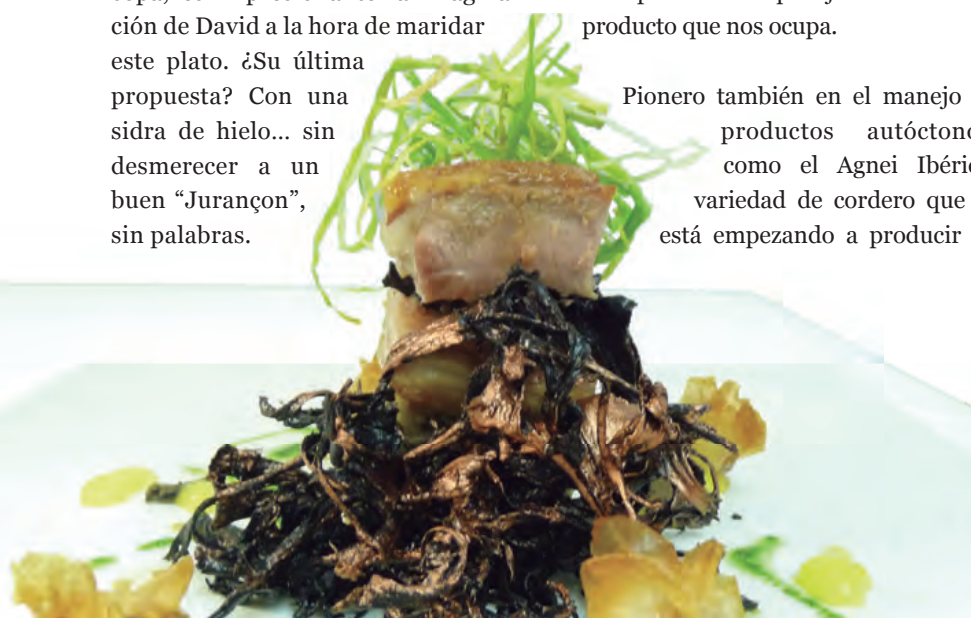 ción de David a la hora de maridar
este plato. ¿Su última
propuesta? Con una
sidra de hielo... sin
desmerecer a un
buen “Jurançon”,
sin palabras.
producto que nos ocupa.
Pionero también en el manejo
productos
como el Agnei
variedad de cordero que
está empezando a producir